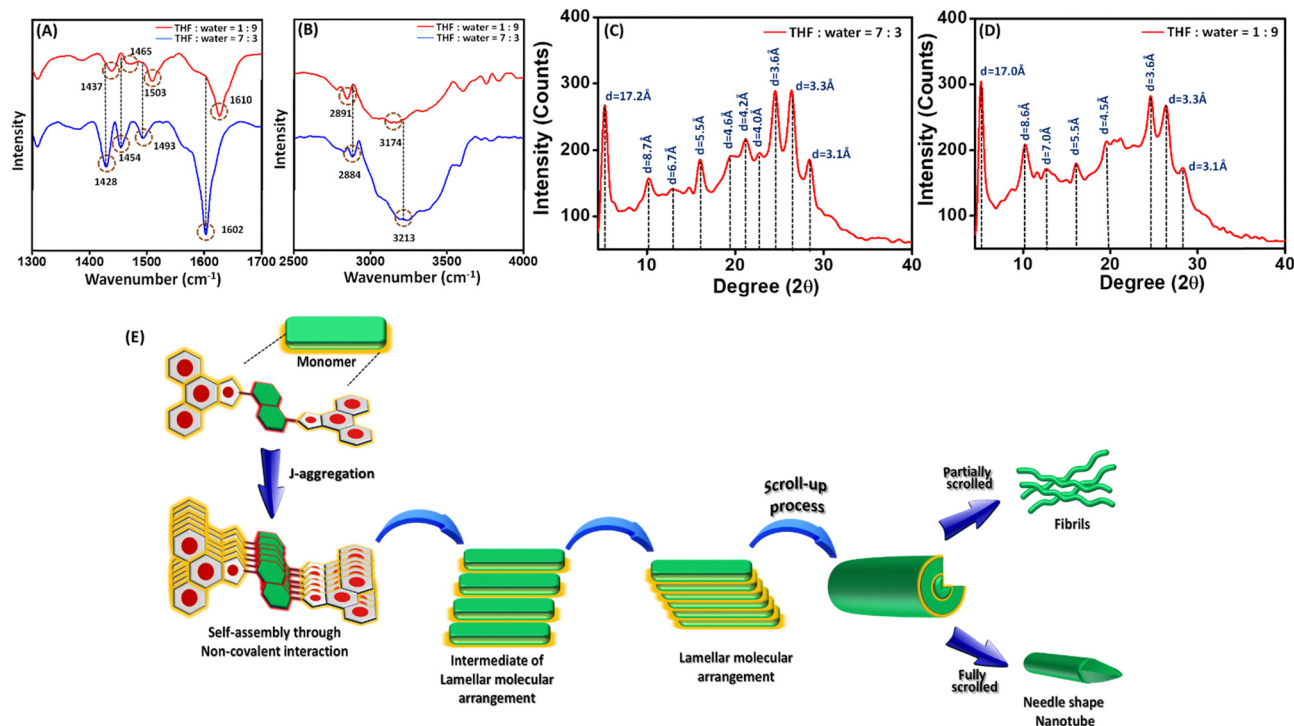 (A)
THF : water = 1 : 9
THF : water = 7 : 3
1465
1437
1503
1610
1454
1493
1428
1602
Intensity
1300
1400
1500
1600
1700
Wavenumber (cm⁻¹)
(B)
THF : water = 1 : 9
THF : water = 7 : 3
2891
3174
2884
3213
Intensity
2500
3000
3500
4000
Wavenumber (cm⁻¹)
(C)
THF : water = 7 : 3
400
300
200
100
Intensity (Counts)
d=17.2Å
d=8.7Å
d=6.7Å
d=5.5Å
d=4.6Å
d=4.2Å
d=4.0Å
d=3.6Å
d=3.3Å
d=3.1Å
10
20
30
40
Degree (2θ)
(D)
THF : water = 1 : 9
400
300
200
100
Intensity (Counts)
d=17.0Å
d=8.6Å
d=7.0Å
d=5.5Å
d=4.5Å
d=3.6Å
d=3.3Å
d=3.1Å
10
20
30
40
Degree (2θ)
(E)
Monomer
J-aggregation
Self-assembly through
Non-covalent interaction
Intermediate of
Lamellar molecular
arrangement
Lamellar molecular
arrangement
Scroll-up
process
Partially
scrolled
Fibrils
Fully
scrolled
Needle shape
Nanotube